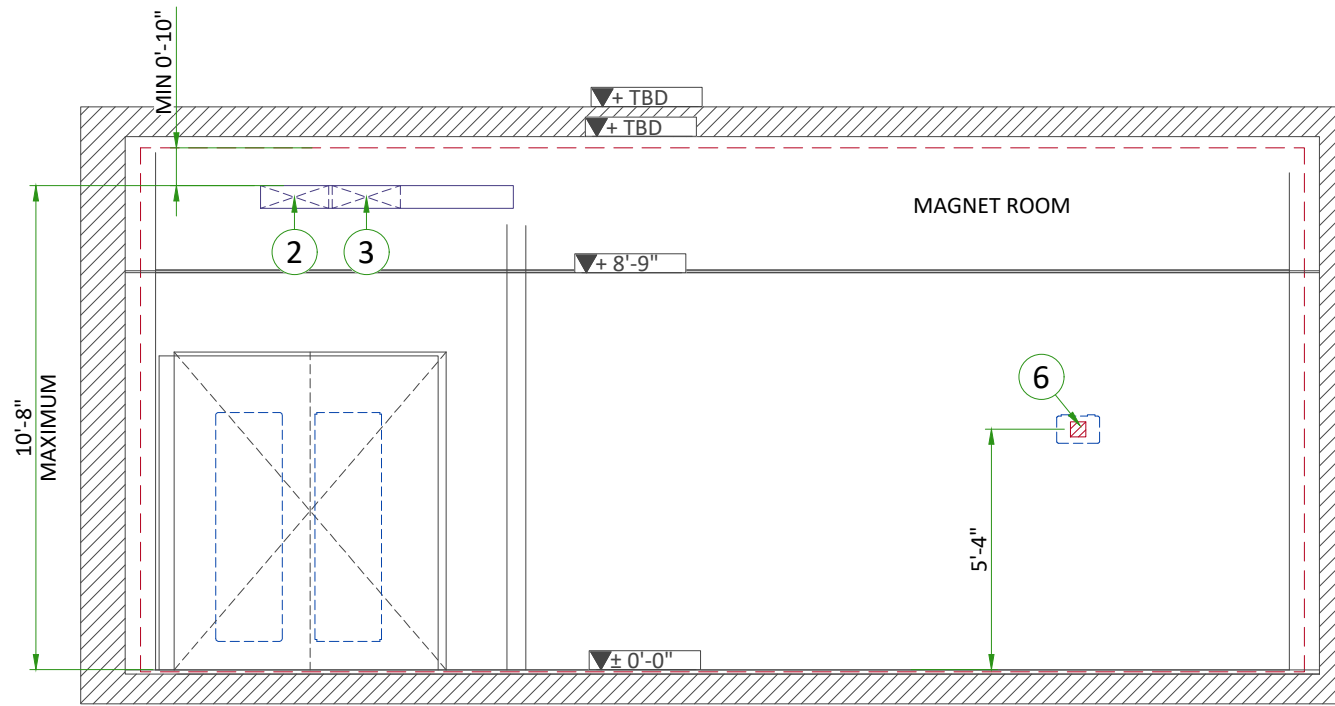 MIN 0'-10"
+ TBD
+ TBD
MAGNET ROOM
2
3
+ 8'-9"
6
10'-8"
MAXIMUM
5'-4"
± 0'-0"